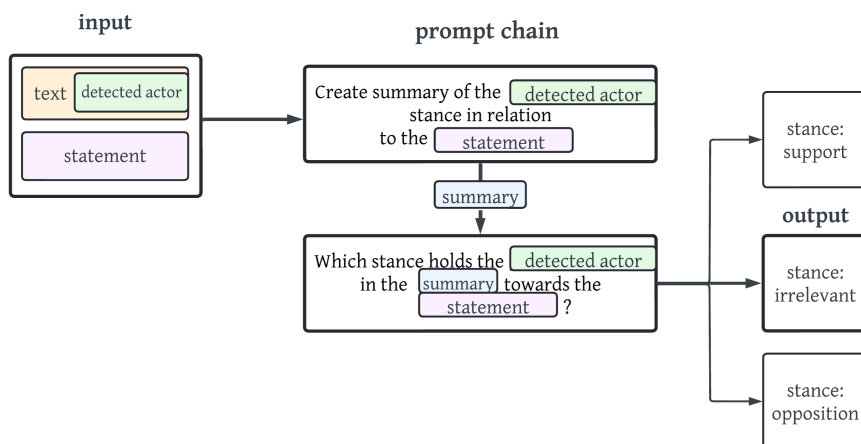 input
prompt chain
text detected actor
statement
Create summary of the detected actor
stance in relation
to the statement
summary
Which stance holds the detected actor
in the summary towards the
statement ?
stance:
support
output
stance:
irrelevant
stance:
opposition